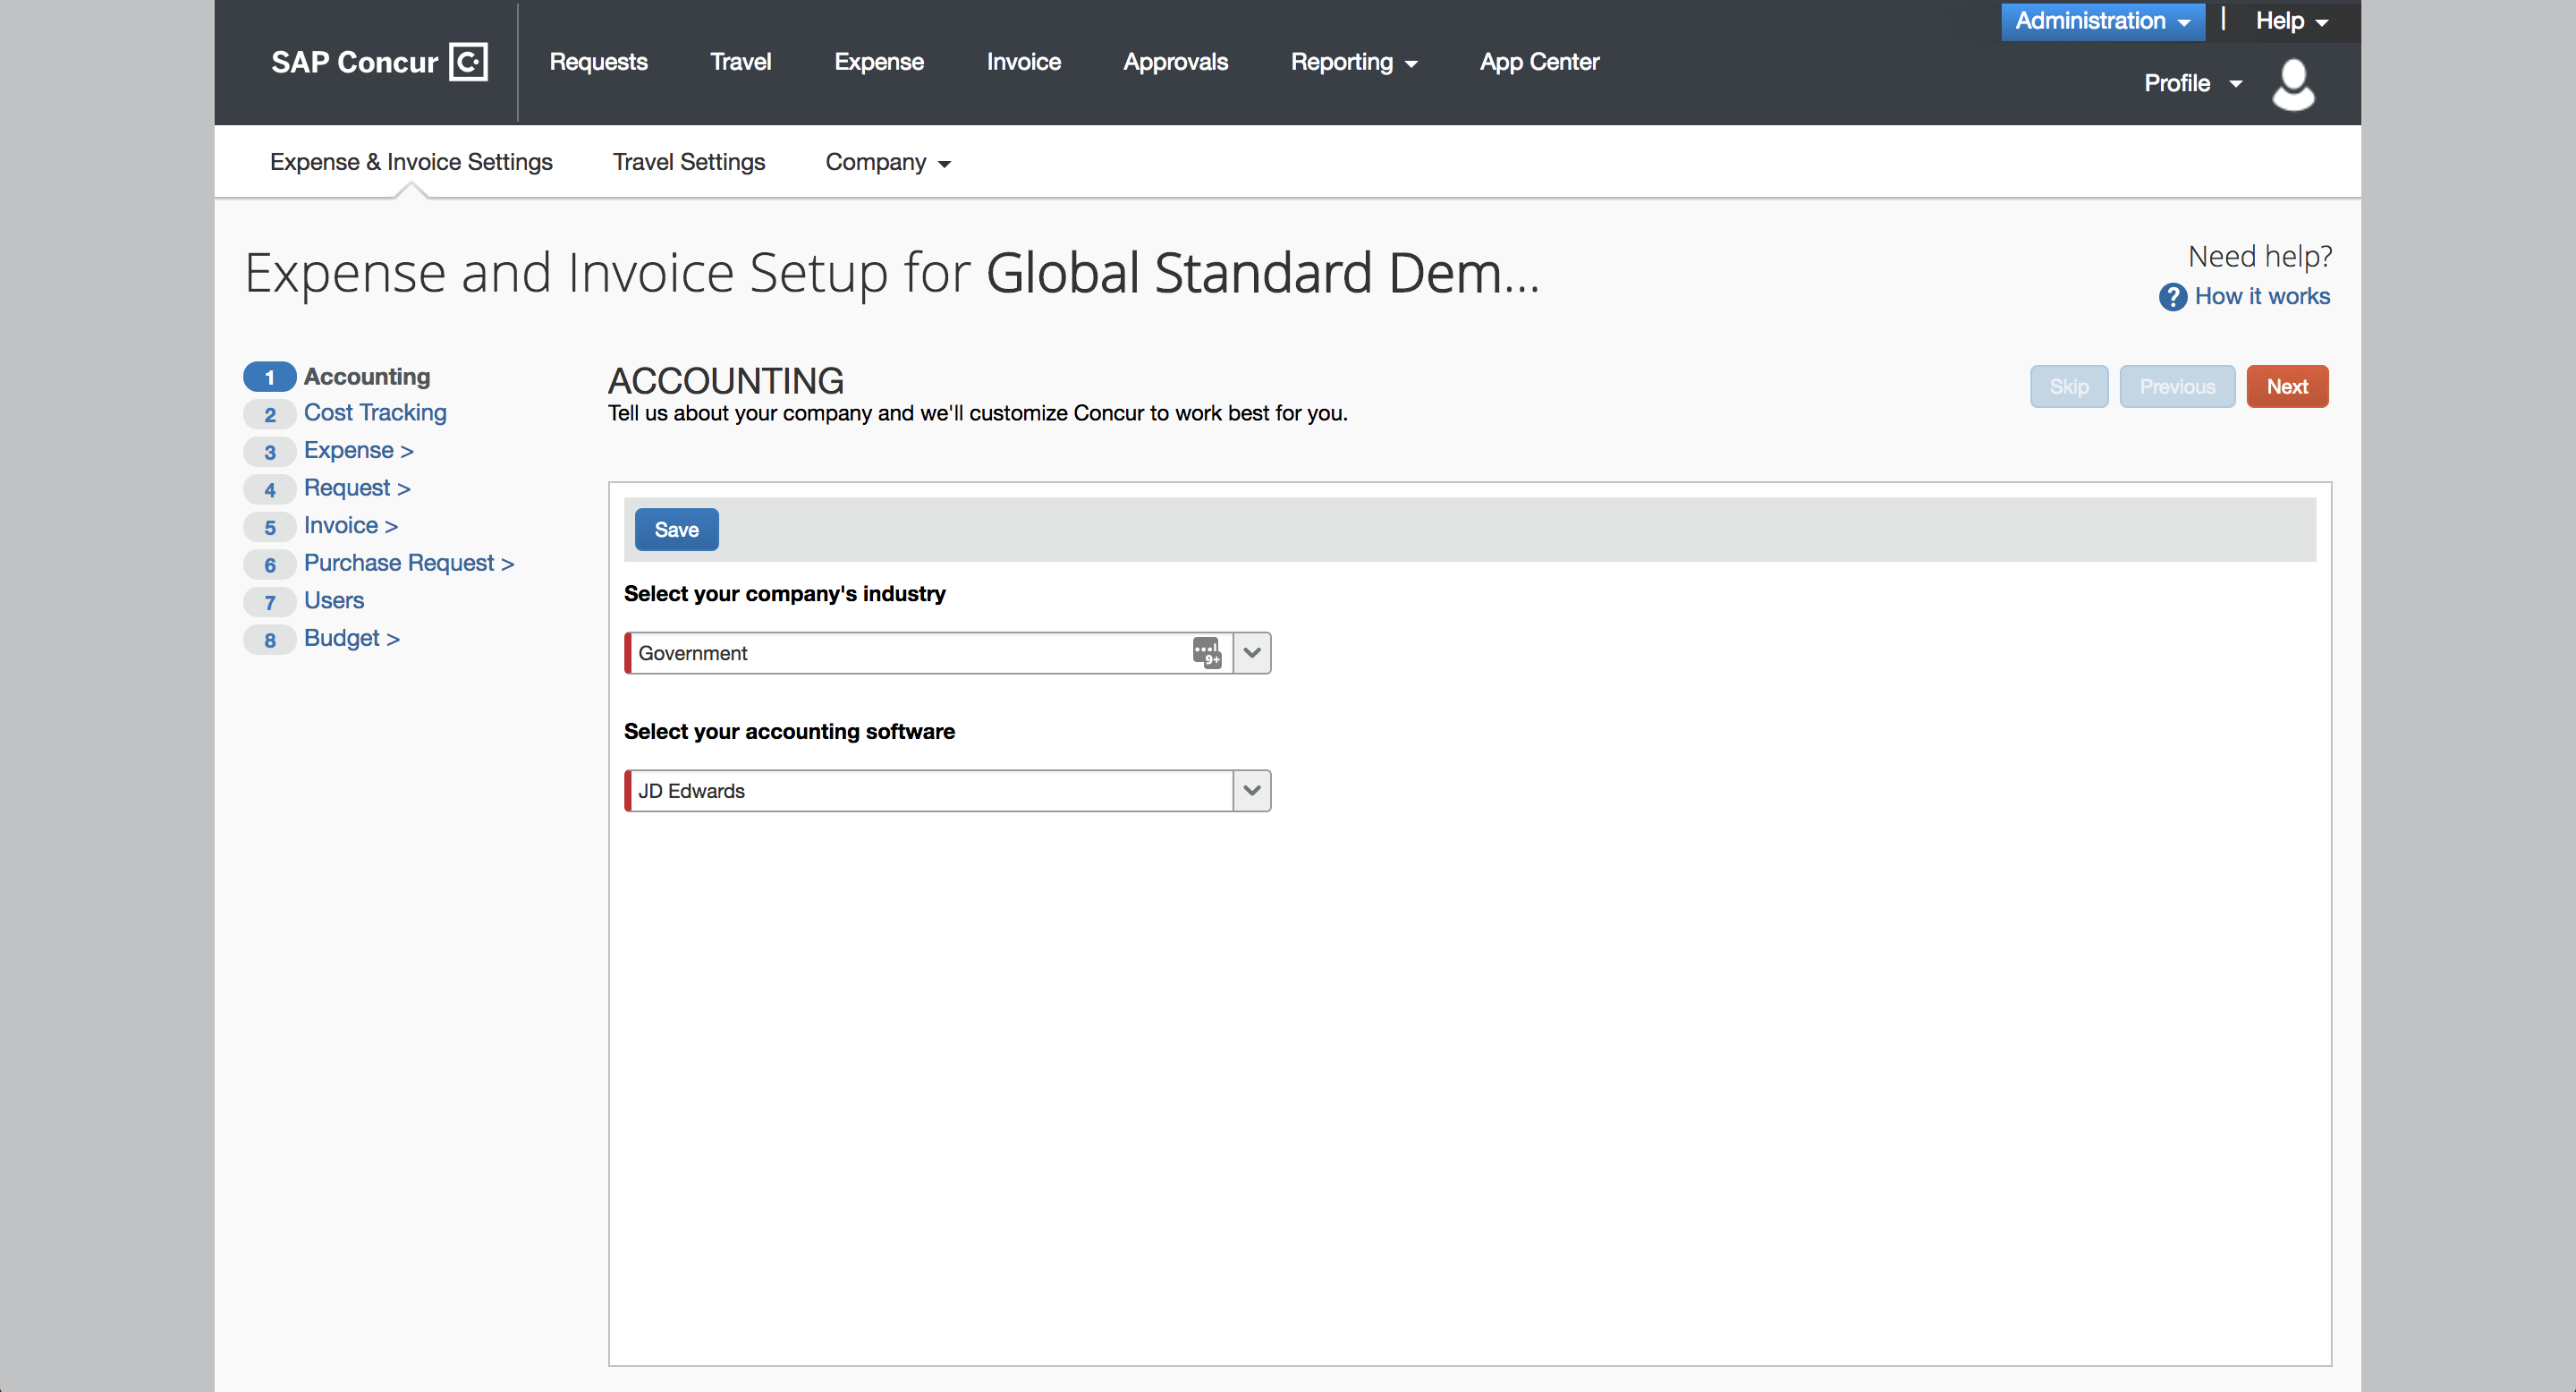 Administration | Help
SAP Concur C. Requests Travel Expense Invoice Approvals Reporting App Center
Profile
Expense & Invoice Settings Travel Settings Company
Expense and Invoice Setup for Global Standard Dem...
Need help?
? How it works
1 Accounting
2 Cost Tracking
3 Expense >
4 Request >
5 Invoice >
6 Purchase Request >
7 Users
8 Budget >
ACCOUNTING
Tell us about your company and we'll customize Concur to work best for you.
Skip Previous Next
Save
Select your company's industry
Government 9+
Select your accounting software
JD Edwards